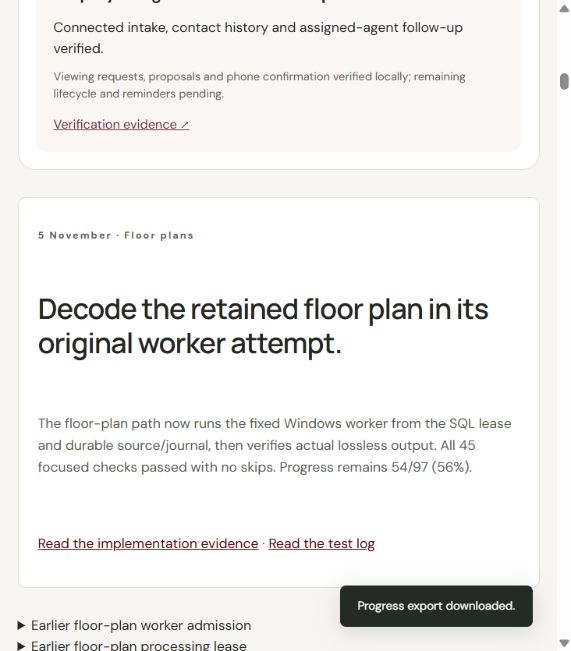 Connected intake, contact history and assigned-agent follow-up
verified.
Viewing requests, proposals and phone confirmation verified locally; remaining
lifecycle and reminders pending.
Verification evidence ↗
5 November · Floor plans
Decode the retained floor plan in its
original worker attempt.
The floor-plan path now runs the fixed Windows worker from the SQL lease
and durable source/journal, then verifies actual lossless output. All 45
focused checks passed with no skips. Progress remains 54/97 (56%).
Read the implementation evidence · Read the test log
Progress export downloaded.
▶ Earlier floor-plan worker admission
▶ Earlier floor-plan processing lease